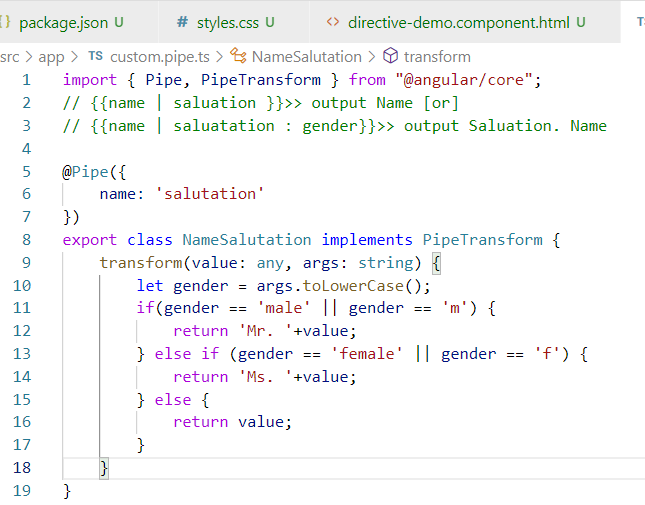 package.json U
styles.css U
directive-demo.component.html U
src > app > TS custom.pipe.ts > NameSalutation > transform
1 import { Pipe, PipeTransform } from "@angular/core";
2 // {{name | saluation }}>> output Name [or]
3 // {{name | saluatation : gender}}>> output Saluation. Name
4
5 @Pipe({
6 name: 'salutation'
7 })
8 export class NameSalutation implements PipeTransform {
9 transform(value: any, args: string) {
10 let gender = args.toLowerCase();
11 if(gender == 'male' || gender == 'm') {
12 return 'Mr. '+value;
13 } else if (gender == 'female' || gender == 'f') {
14 return 'Ms. '+value;
15 } else {
16 return value;
17 }
18 }
19 }